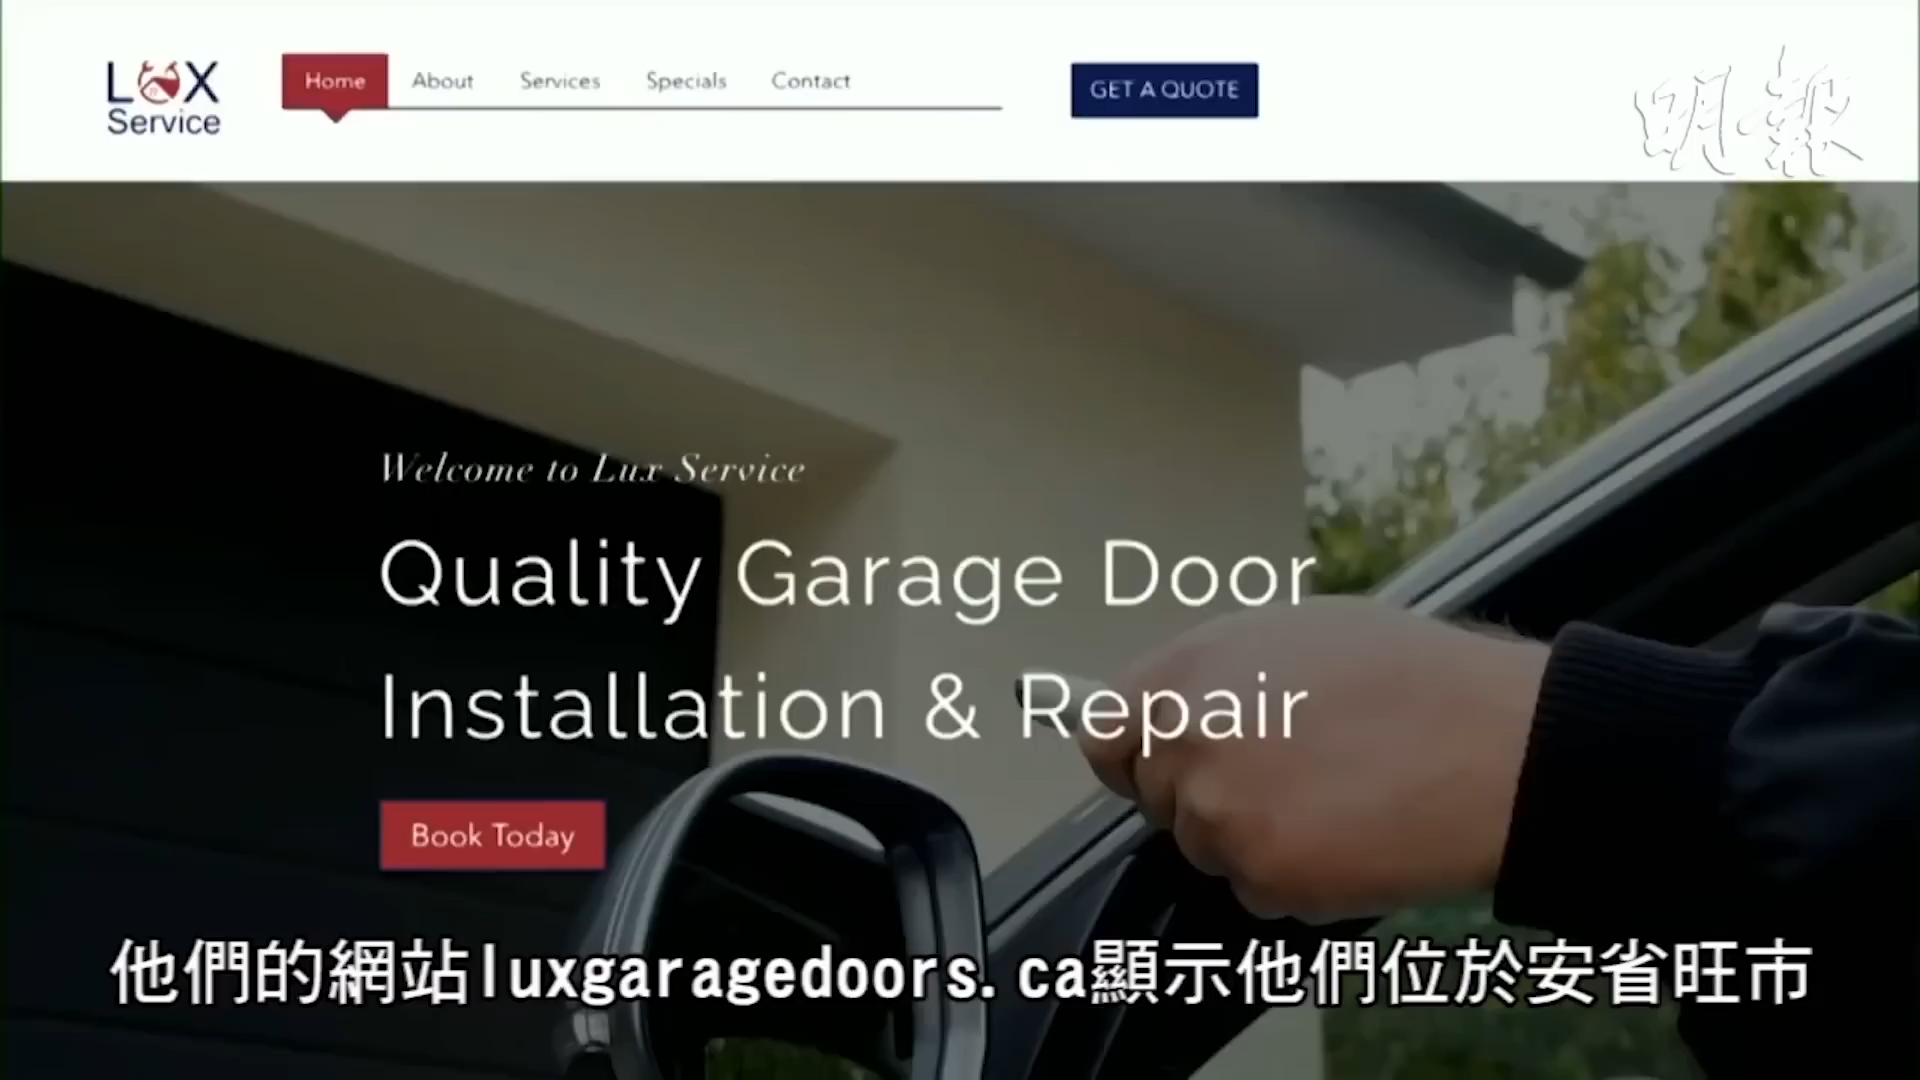 LUX
Service
Home
About
Services
Specials
Contact
GET A QUOTE
明報
Welcome to Lux Service
Quality Garage Door
Installation & Repair
Book Today
他們的網站luxgaragedoors.ca顯示他們位於安省旺市